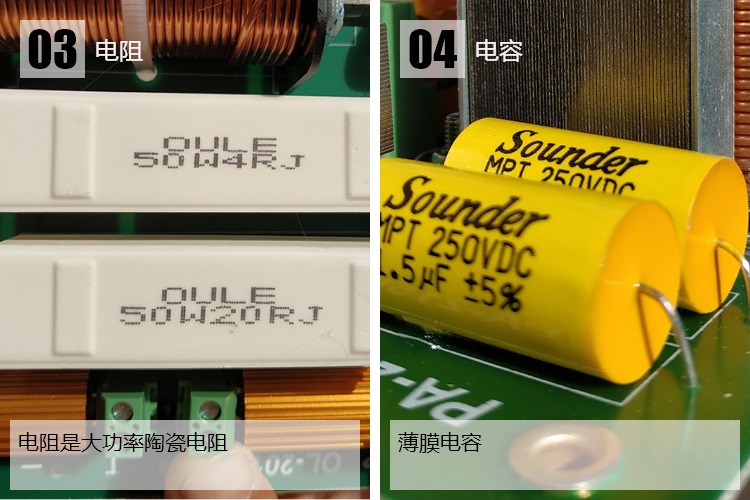 03 电阻
OULE
50W4RJ
OULE
50W20RJ
电阻是大功率陶瓷电阻
04 电容
Sounder
MPT 250VDC
Sounder
MPT 250VDC
1.5μF ±5%
薄膜电容